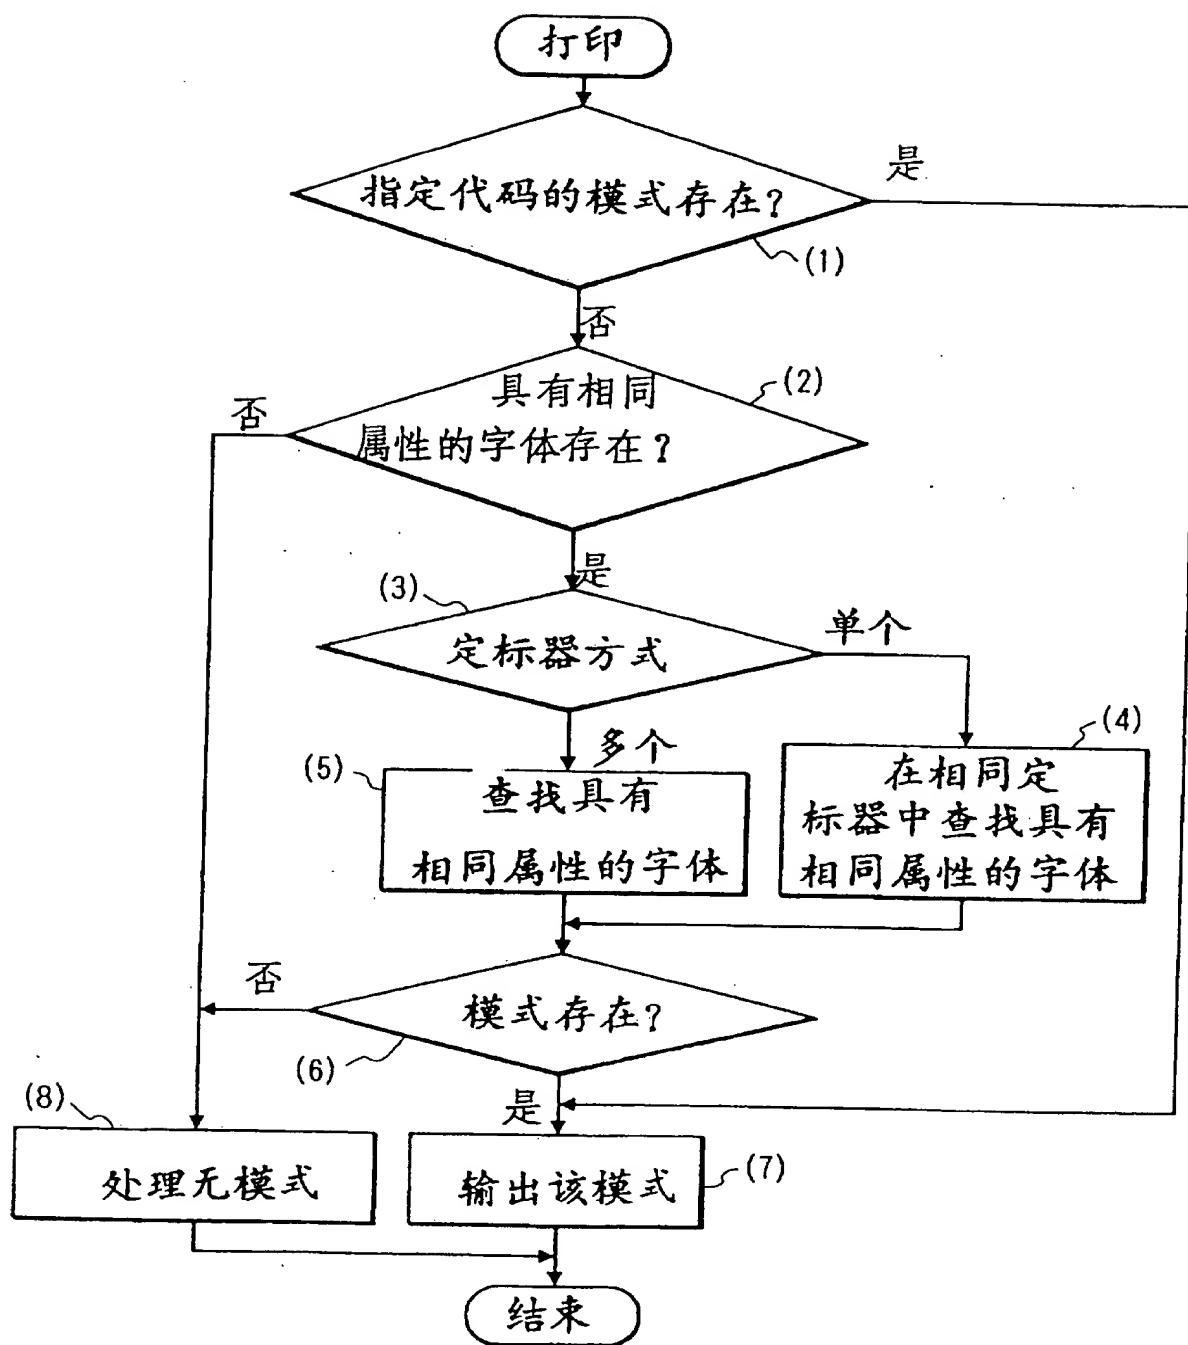 打印
指定代码的模式存在?
是
(1)
否
具有相同
属性的字体存在?
(2)
否
是
(3)
定标器方式
单个
多个
(4)
在相同定
标器中查找具有
相同属性的字体
(5)
查找具有
相同属性的字体
否
模式存在?
(6)
是
(8)
处理无模式
输出该模式
(7)
结束